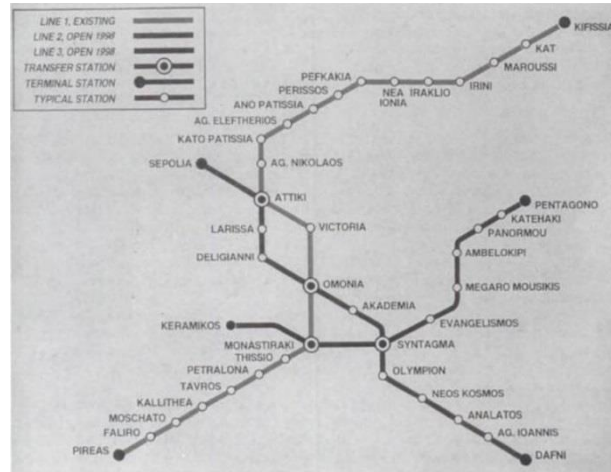 LINE 1, EXISTING
LINE 2, OPEN 1998
LINE 3, OPEN 1998
TRANSFER STATION
TERMINAL STATION
TYPICAL STATION
KIFISSIA
KAT
MAROUSSI
IRINI
IRAKLIO
NEA
IONIA
PEFKAKIA
PERISSOS
ANO PATISSIA
AG. ELEFTHERIOS
KATO PATISSIA
AG. NIKOLAOS
SEPOLIA
ATTIKI
LARISSA
VICTORIA
DELIGIANNI
OMONIA
AKADEMIA
PENTAGONO
KATEHAKI
PANORMOU
AMBELOKIPI
MEGARO MOUSIKIS
EVANGELISMOS
KERAMIKOS
MONASTIRAKI
SYNTAGMA
THISSIO
PETRALONA
TAVROS
KALLITHEA
MOSCHATO
FALIRO
PIREAS
OLYMPION
NEOS KOSMOS
ANALATOS
AG. IOANNIS
DAFNI